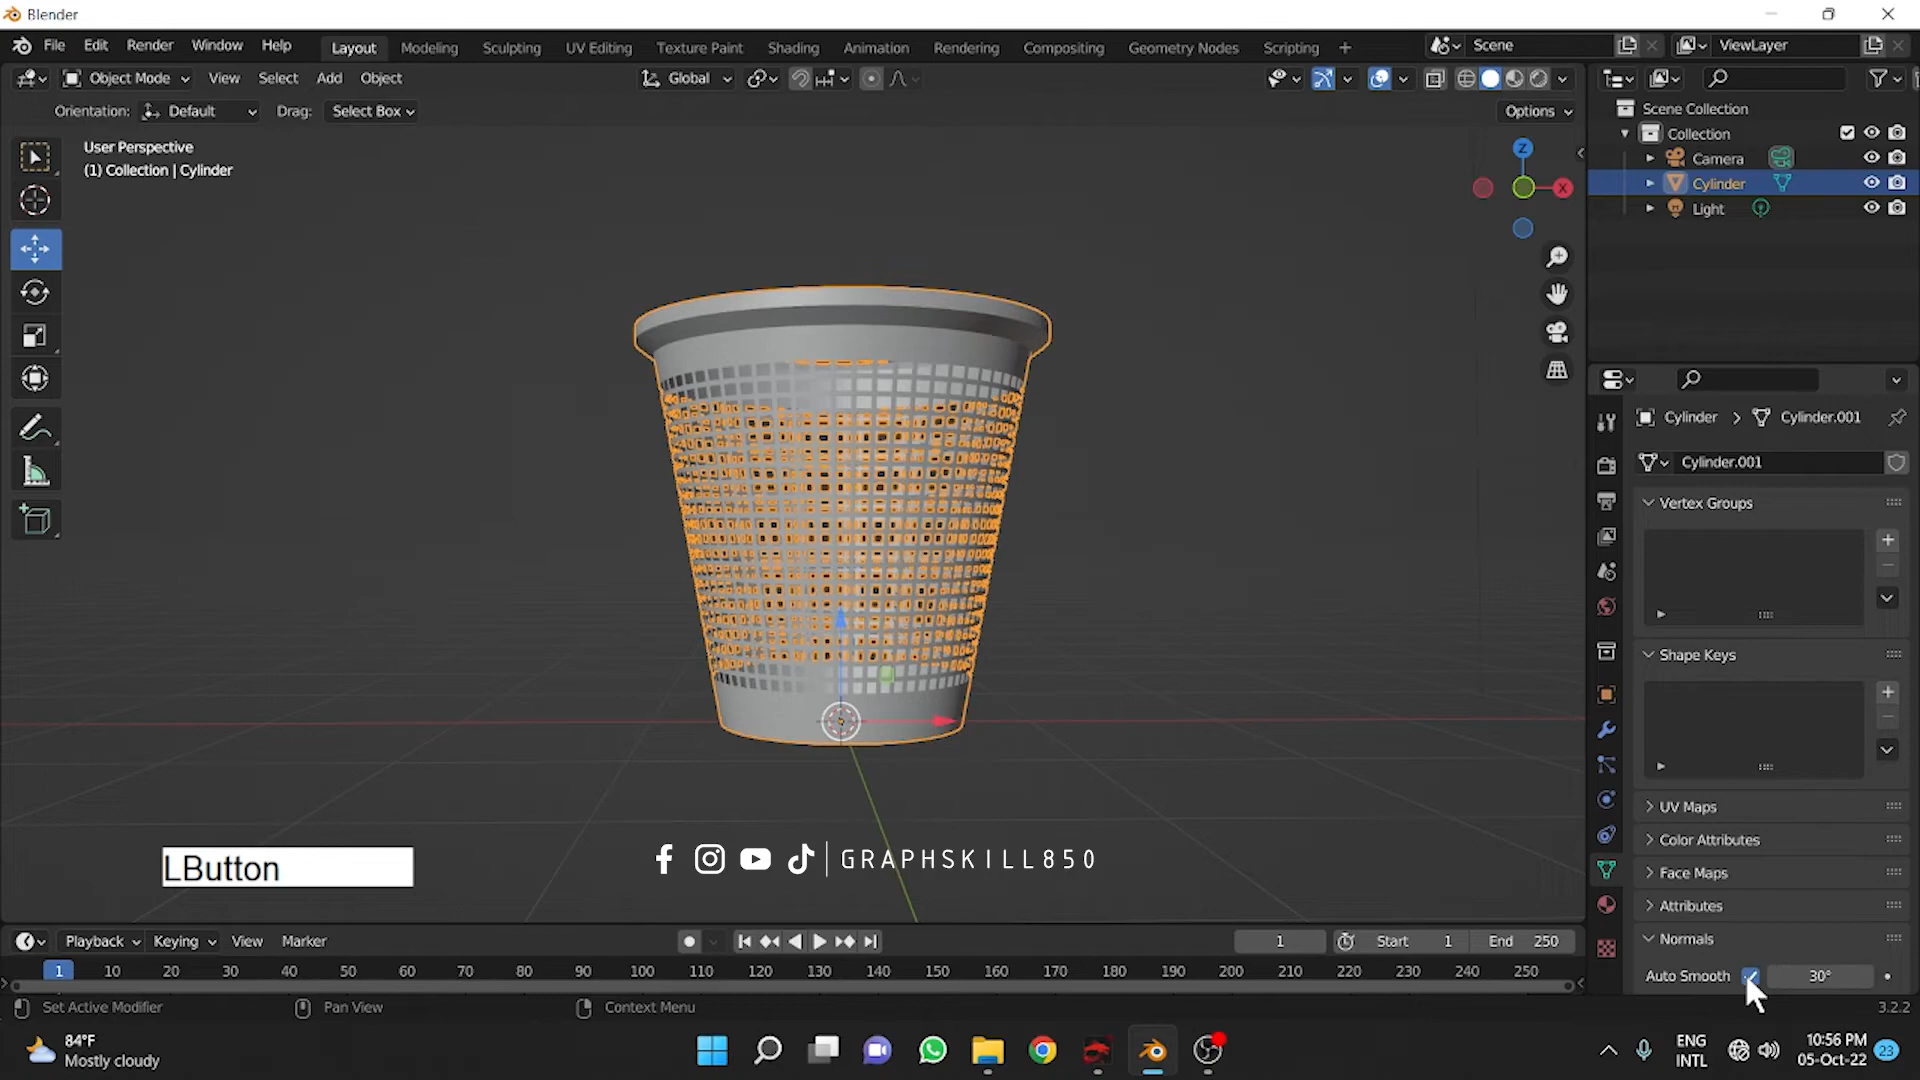 Blender
File Edit Render Window Help Layout Modeling Sculpting UV Editing Texture Paint Shading Animation Rendering Compositing Geometry Nodes Scripting + Scene ViewLayer
Object Mode View Select Add Object Global
Orientation: Default Drag: Select Box Options
User Perspective
(1) Collection | Cylinder
Z
X
Scene Collection
Collection
Camera
Cylinder
Light
Cylinder > Cylinder.001
Cylinder.001
Vertex Groups
Shape Keys
UV Maps
Color Attributes
Face Maps
Attributes
Normals
Auto Smooth 30°
LButton
GRAPHSKILL850
Playback Keying View Marker 1 Start 1 End 250
1 10 20 30 40 50 60 70 80 90 100 110 120 130 140 150 160 170 180 190 200 210 220 230 240 250
Set Active Modifier Pan View Context Menu 3.2.2
84°F
Mostly cloudy
ENG
INTL
10:56 PM
05-Oct-22
23